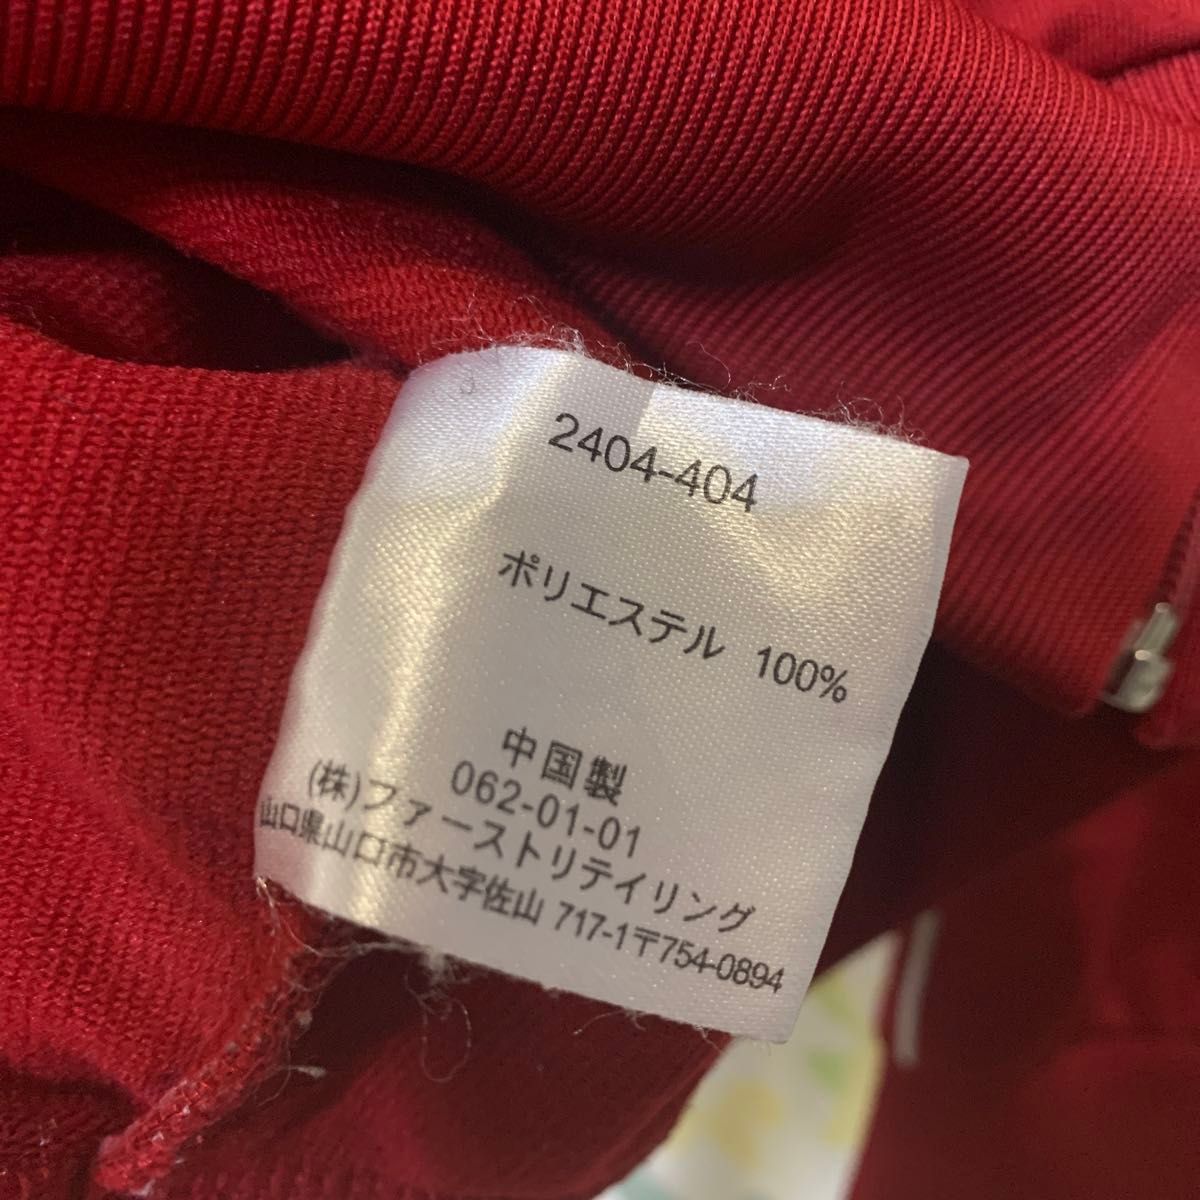 2404-404
ポリエステル 100%
中国製
062-01-01
(株)ファーストリテイリング
山口県山口市大字佐山 717-1〒754-0894